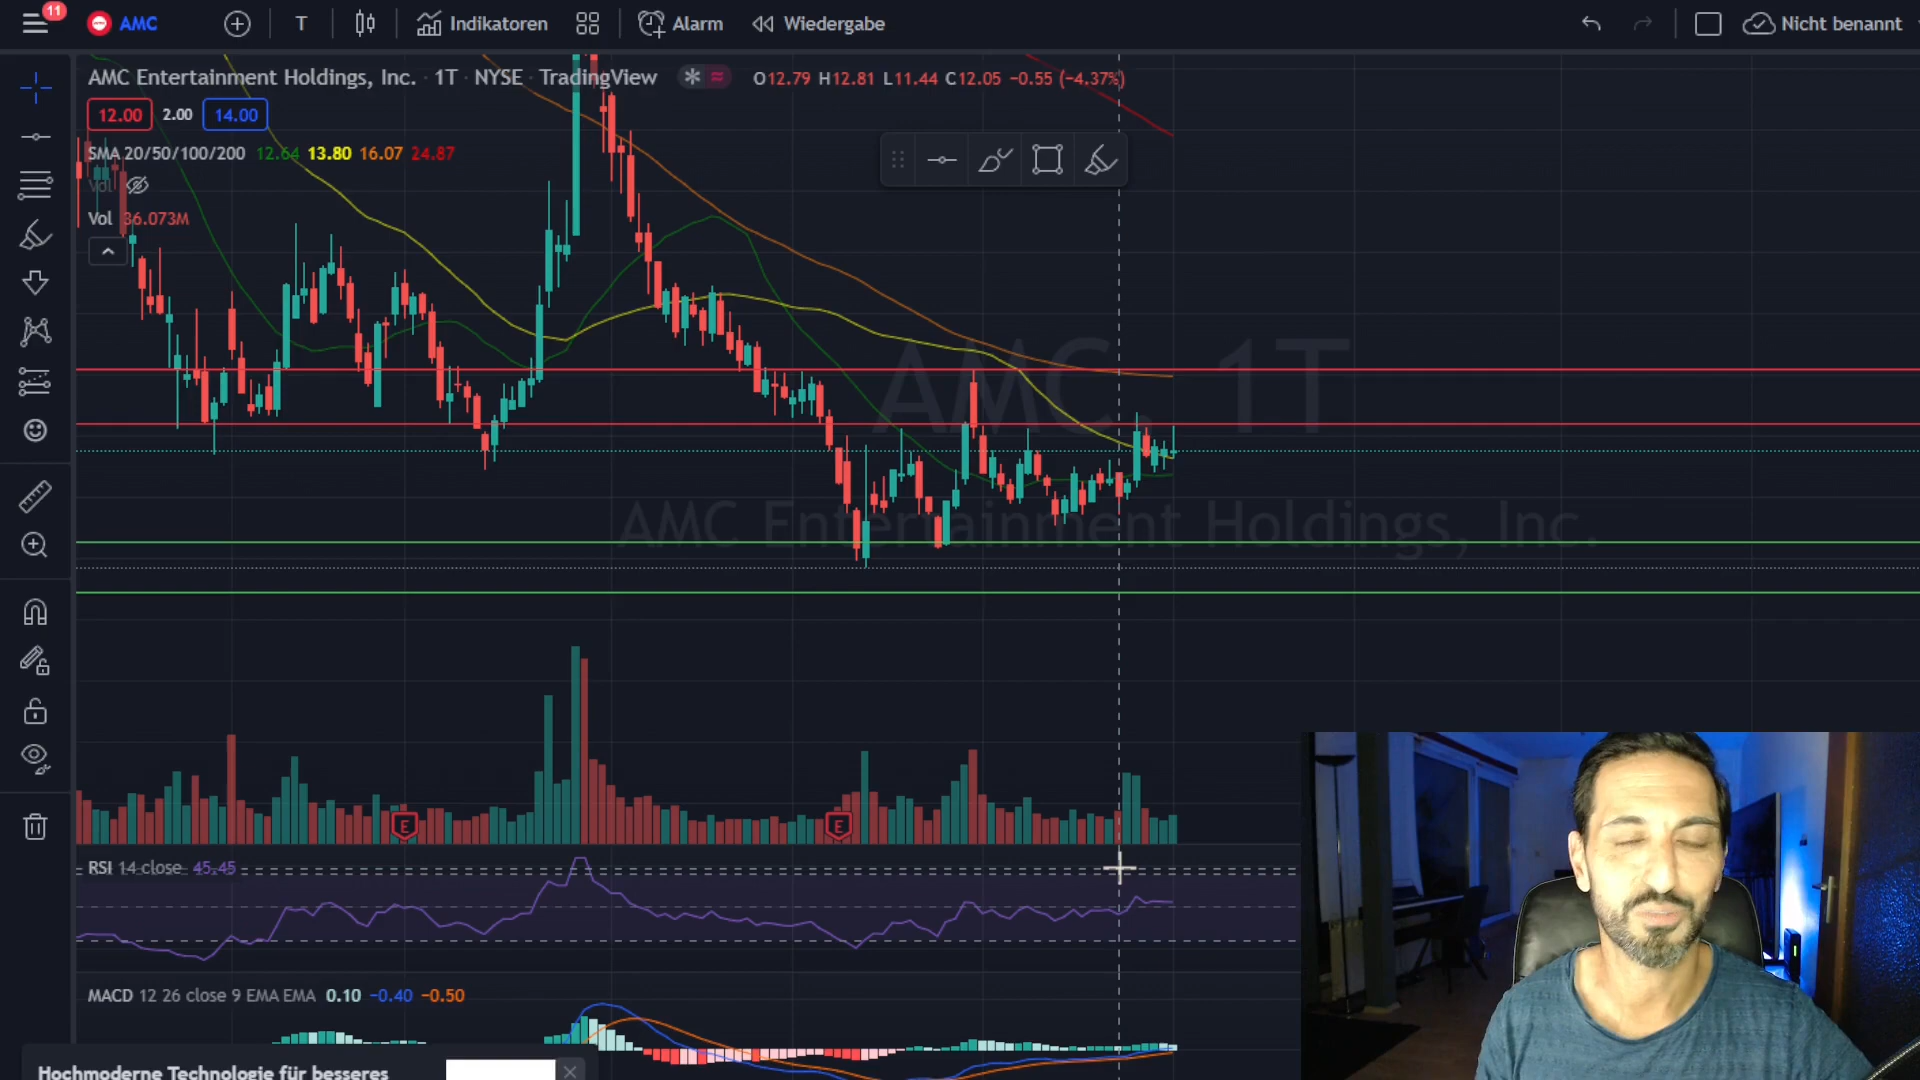 11
AMC
T
Indikatoren
Alarm
Wiedergabe
Nicht benannt
AMC Entertainment Holdings, Inc. · 1T · NYSE · TradingView
O12.79 H12.81 L11.44 C12.05 −0.55 (−4.37%)
12.00 2.00 14.00
SMA 20/50/100/200 12.64 13.80 16.07 24.87
Vol
Vol 36.073M
AMC, 1T
AMC Entertainment Holdings, Inc.
E
E
RSI 14 close 45.45
MACD 12 26 close 9 EMA EMA 0.10 −0.40 −0.50
Hochmoderne Technologie für besseres